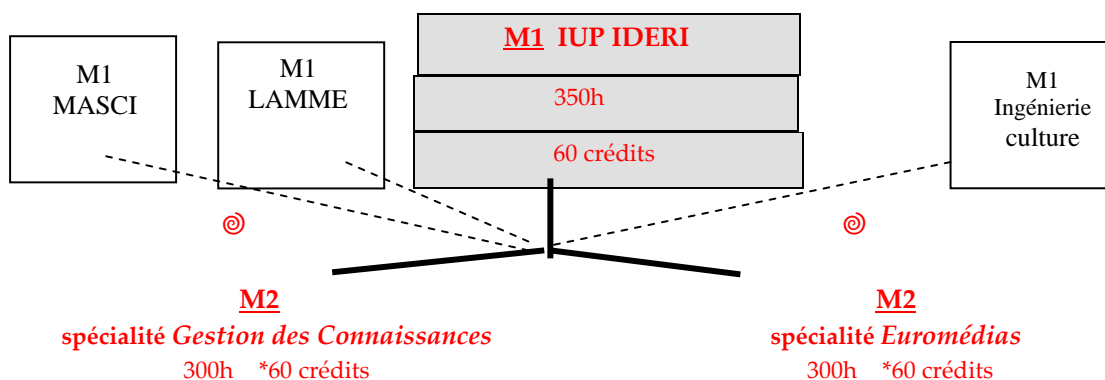 M1
MASCI
M1
LAMME
M1 IUP IDERI
350h
60 crédits
M1
Ingénierie
culture
M2
spécialité Gestion des Connaissances
300h *60 crédits
M2
spécialité Euromédias
300h *60 crédits